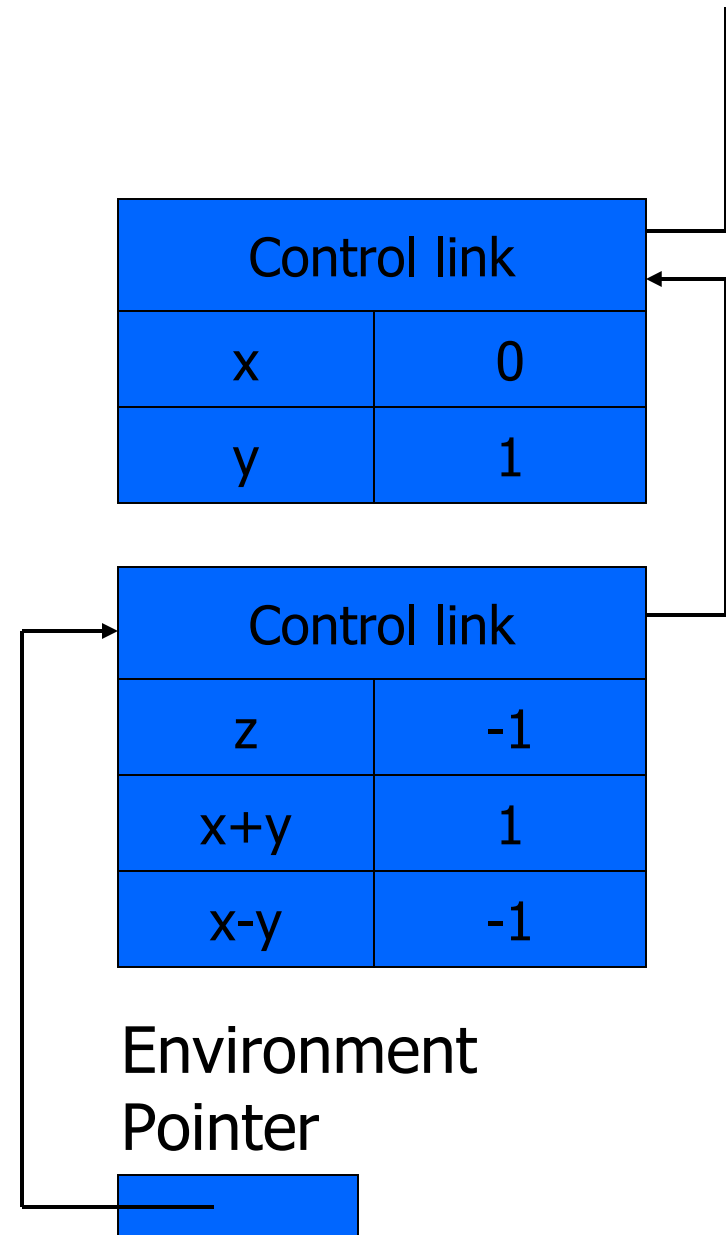 Control link
x 0
y 1
Control link
z -1
x+y 1
x-y -1
Environment
Pointer